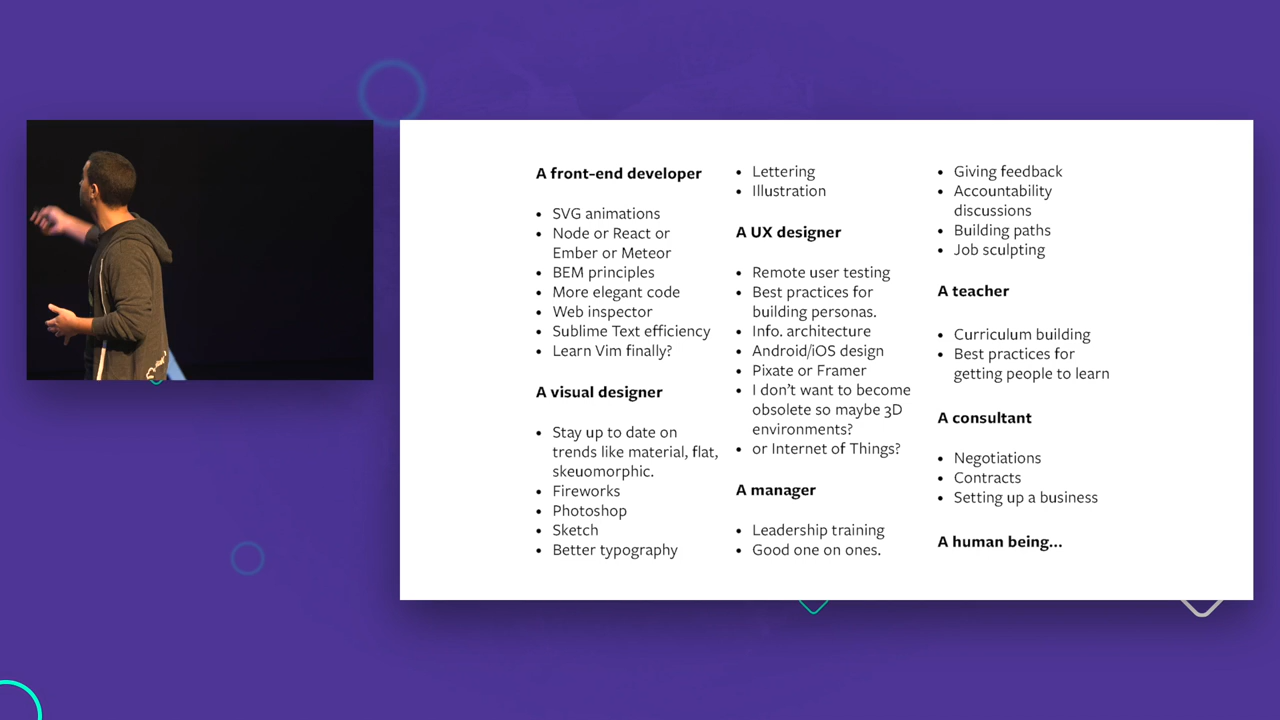 A front-end developer
• SVG animations
• Node or React or
Ember or Meteor
• BEM principles
• More elegant code
• Web inspector
• Sublime Text efficiency
• Learn Vim finally?
A visual designer
• Stay up to date on
trends like material, flat,
skeuomorphic.
• Fireworks
• Photoshop
• Sketch
• Better typography
• Lettering
• Illustration
A UX designer
• Remote user testing
• Best practices for
building personas.
• Info. architecture
• Android/iOS design
• Pixate or Framer
• I don't want to become
obsolete so maybe 3D
environments?
• or Internet of Things?
A manager
• Leadership training
• Good one on ones.
• Giving feedback
• Accountability
discussions
• Building paths
• Job sculpting
A teacher
• Curriculum building
• Best practices for
getting people to learn
A consultant
• Negotiations
• Contracts
• Setting up a business
A human being...